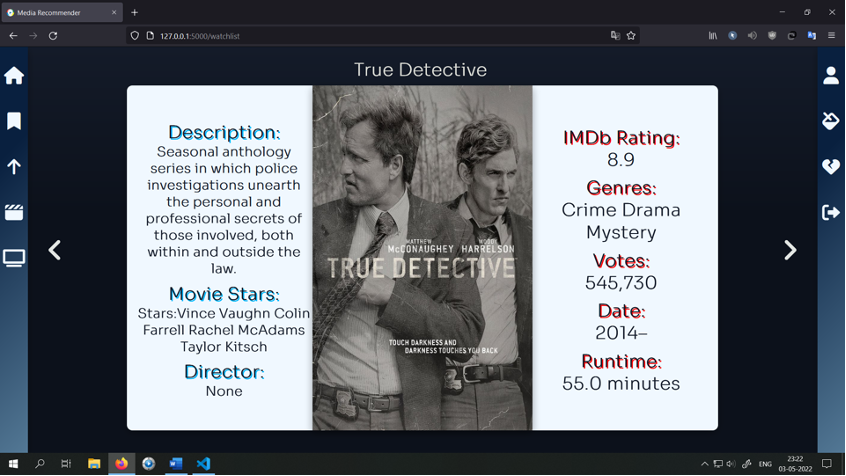 Media Recommender
127.0.0.1:5000/watchlist
True Detective
Description:
Seasonal anthology
series in which police
investigations unearth
the personal and
professional secrets of
those involved, both
within and outside the
law.
Movie Stars:
Stars:Vince Vaughn Colin
Farrell Rachel McAdams
Taylor Kitsch
Director:
None
MATTHEW WOODY
McCONAUGHEY HARRELSON
TRUE DETECTIVE
TOUCH DARKNESS AND
DARKNESS TOUCHES YOU BACK
IMDb Rating:
8.9
Genres:
Crime Drama
Mystery
Votes:
545,730
Date:
2014–
Runtime:
55.0 minutes
ENG
23:22
03-05-2022